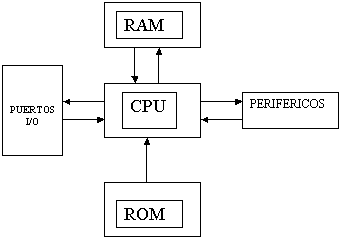 RAM
PUERTOS
I/O
CPU
PERIFERICOS
ROM